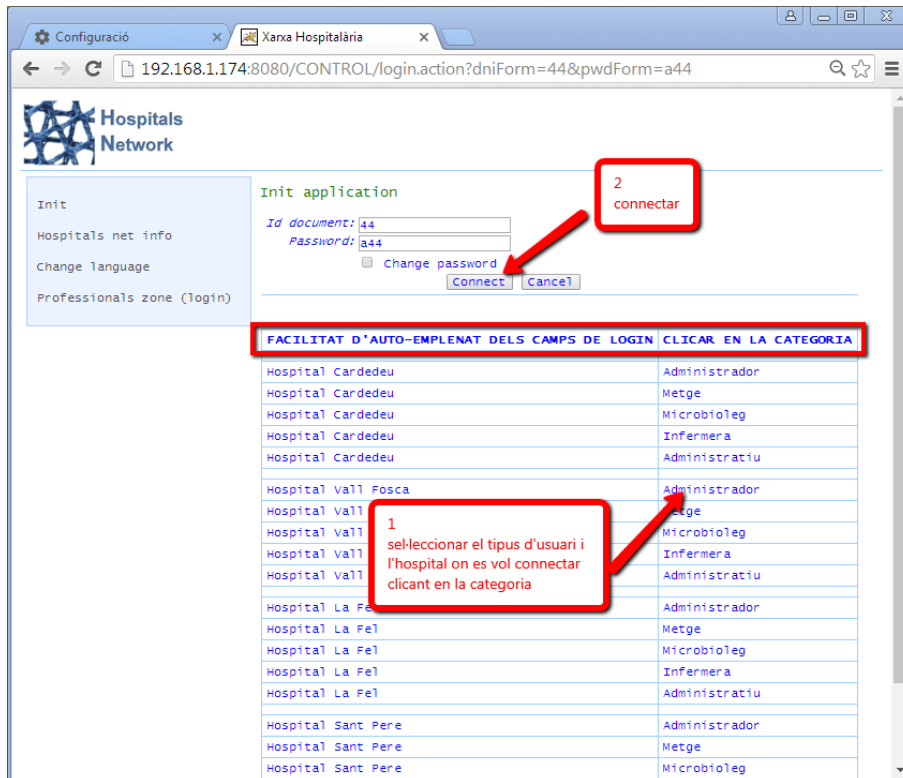 Configuració
Xarxa Hospitalària
192.168.1.174:8080/CONTROL/login.action?dniForm=44&pwdForm=a44
Hospitals
Network
Init
Hospitals net info
Change language
Professionals zone (login)
Init application
Id document: 44
Password: a44
Change password
Connect Cancel
2
connectar
FACILITAT D'AUTO-EMPLENAT DELS CAMPS DE LOGIN CLICAR EN LA CATEGORIA
Hospital Cardedeu Administrador
Hospital Cardedeu Metge
Hospital Cardedeu Microbioleg
Hospital Cardedeu Infermera
Hospital Cardedeu Administratiu
Hospital Vall Fosca Administrador
Hospital Vall Metge
Hospital Vall Microbioleg
Hospital Vall Infermera
Hospital Vall Administratiu
1
sel·leccionar el tipus d'usuari i
l'hospital on es vol connectar
clicant en la categoria
Hospital La Fel Administrador
Hospital La Fel Metge
Hospital La Fel Microbioleg
Hospital La Fel Infermera
Hospital La Fel Administratiu
Hospital Sant Pere Administrador
Hospital Sant Pere Metge
Hospital Sant Pere Microbioleg